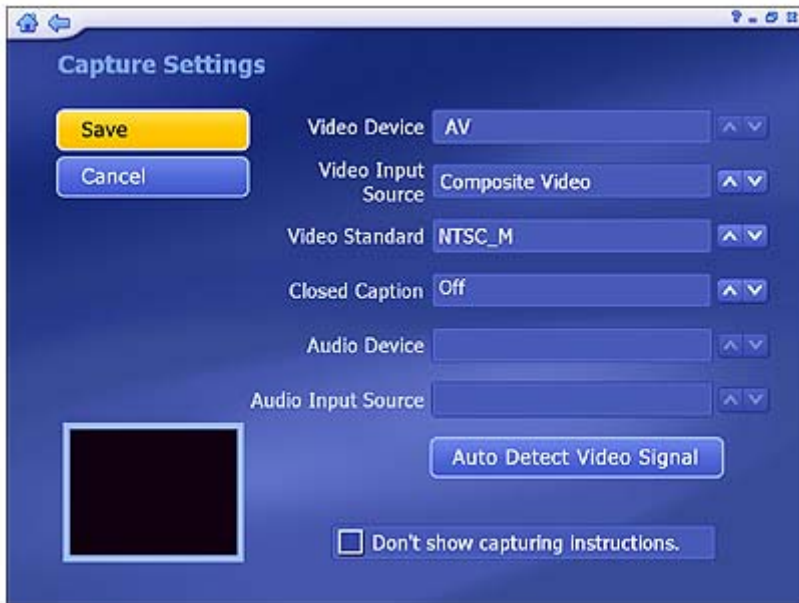 Capture Settings
Save
Cancel
Video Device AV
Video Input Source Composite Video
Video Standard NTSC_M
Closed Caption Off
Audio Device
Audio Input Source
Auto Detect Video Signal
Don't show capturing instructions.